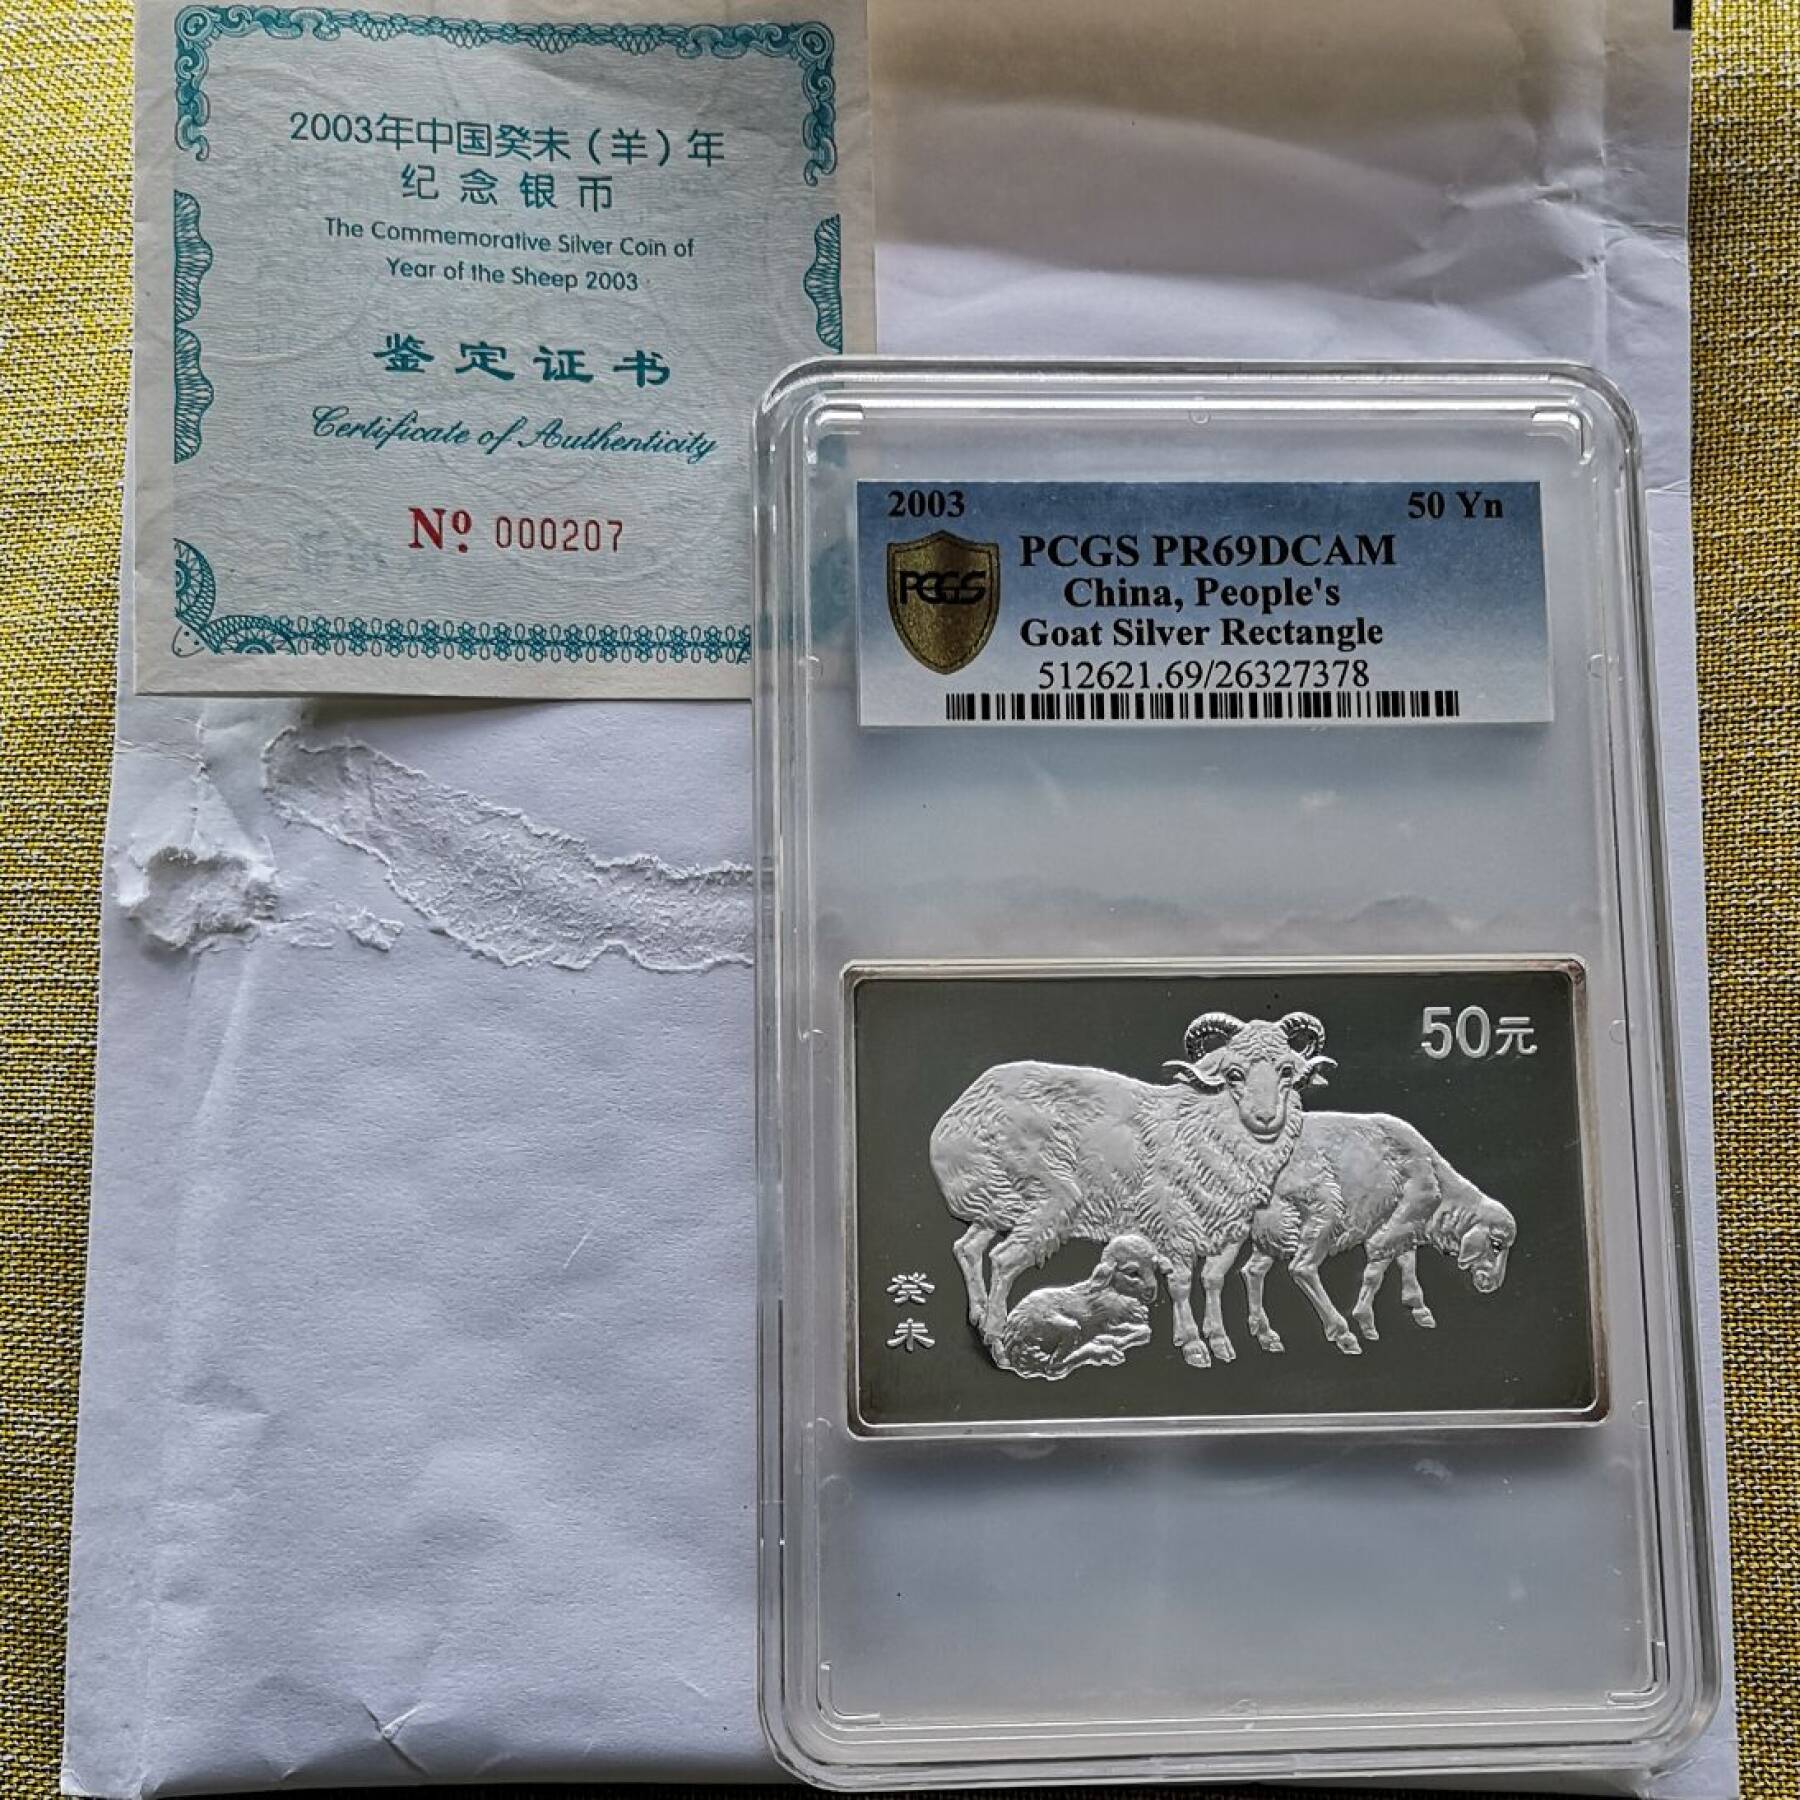 2003年中国癸未（羊）年
纪念银币
The Commemorative Silver Coin of
Year of the Sheep 2003
鉴定证书
Certificate of Authenticity
Nº. 000207
2003 50 Yn
PCGS PR69DCAM
PCGS
China, People's
Goat Silver Rectangle
512621.69/26327378
50元
癸
未